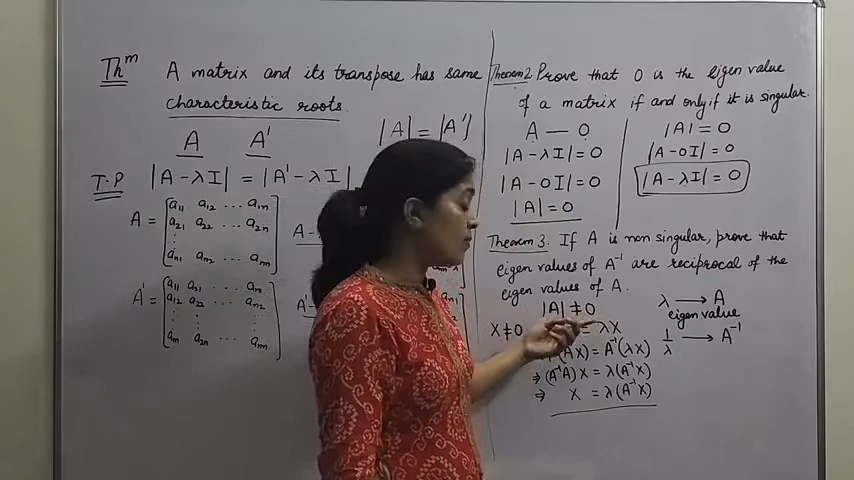 Thᵐ A matrix and its transpose has same
characteristic roots.
A A'
|A| = |A'|
T.P |A - λI| = |A' - λI|
A = [a₁₁ a₁₂ ... a₁ₙ
a₂₁ a₂₂ ... a₂ₙ
⋮
aₙ₁ aₙ₂ ... aₙₙ]
A-
A' = [a₁₁ a₂₁ ... aₙ₁
a₁₂ a₂₂ ... aₙ₂
⋮
a₁ₙ a₂ₙ ... aₙₙ]
Theorem 2 Prove that 0 is the eigen value
of a matrix if and only if it is singular.
A — 0
|A - λI| = 0
|A - 0I| = 0
|A| = 0
|A| = 0
|A - 0I| = 0
|A - λI| = 0
Theorem 3. If A is non singular, prove that
eigen values of A⁻¹ are reciprocal of the
eigen values of A.
|A| ≠ 0
X ≠ 0 = λX
(AX) = A⁻¹(λX)
⇒ (A⁻¹A) X = λ(A⁻¹X)
⇒ X = λ(A⁻¹X)
λ → A
eigen value
1/λ → A⁻¹